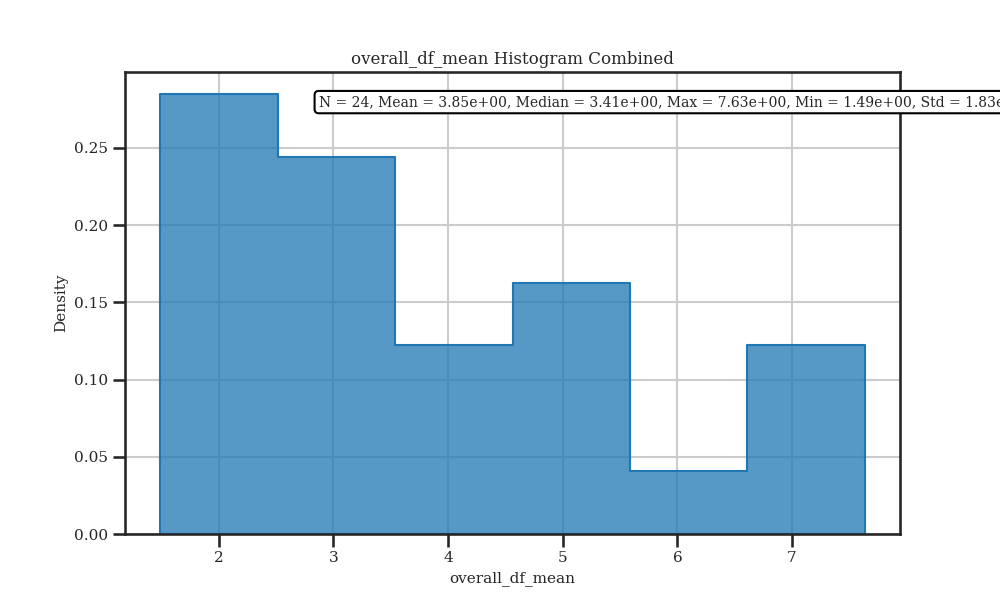 overall_df_mean Histogram Combined
N = 24, Mean = 3.85e+00, Median = 3.41e+00, Max = 7.63e+00, Min = 1.49e+00, Std = 1.83e
0.25
0.20
0.15
0.10
0.05
0.00
Density
2 3 4 5 6 7
overall_df_mean